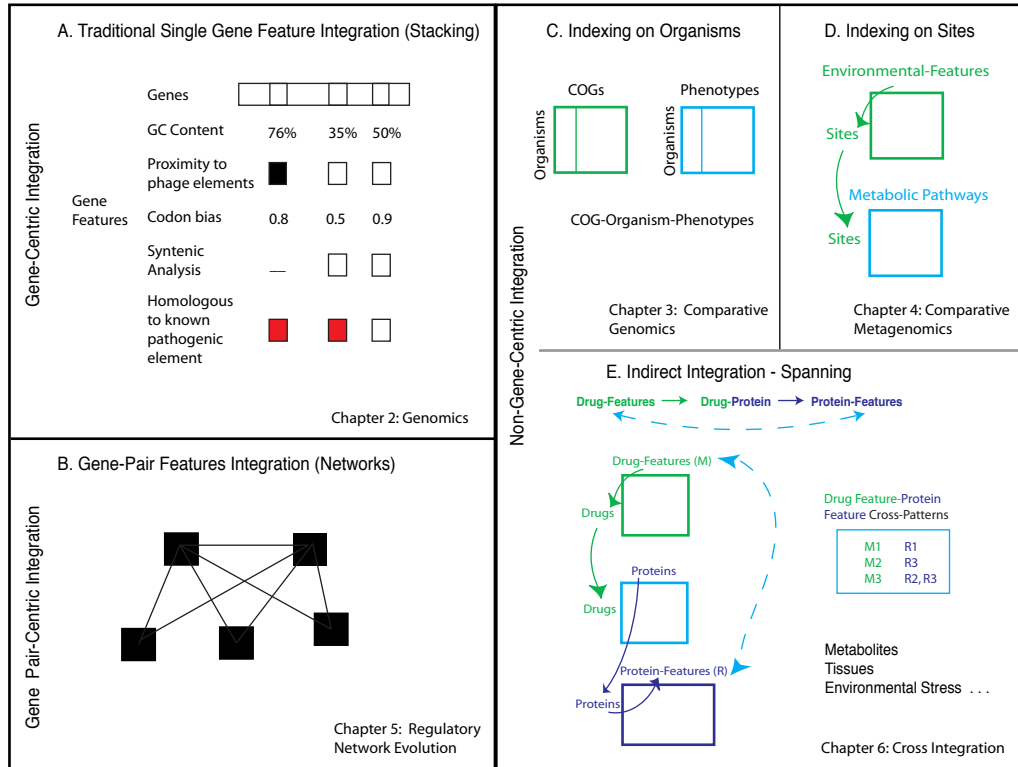 A. Traditional Single Gene Feature Integration (Stacking)
Gene-Centric Integration
Genes
GC Content 76% 35% 50%
Proximity to
phage elements
Gene
Features
Codon bias 0.8 0.5 0.9
Syntenic
Analysis —
Homologous
to known
pathogenic
element
Chapter 2: Genomics
B. Gene-Pair Features Integration (Networks)
Gene Pair-Centric Integration
Chapter 5: Regulatory
Network Evolution
Non-Gene-Centric Integration
C. Indexing on Organisms
COGs Phenotypes
Organisms Organisms
COG-Organism-Phenotypes
Chapter 3: Comparative
Genomics
D. Indexing on Sites
Environmental-Features
Sites
Metabolic Pathways
Sites
Chapter 4: Comparative
Metagenomics
E. Indirect Integration - Spanning
Drug-Features Drug-Protein Protein-Features
Drug-Features (M)
Drugs
Proteins
Drugs
Protein-Features (R)
Proteins
Drug Feature-Protein
Feature Cross-Patterns
M1 R1
M2 R3
M3 R2, R3
Metabolites
Tissues
Environmental Stress . . .
Chapter 6: Cross Integration